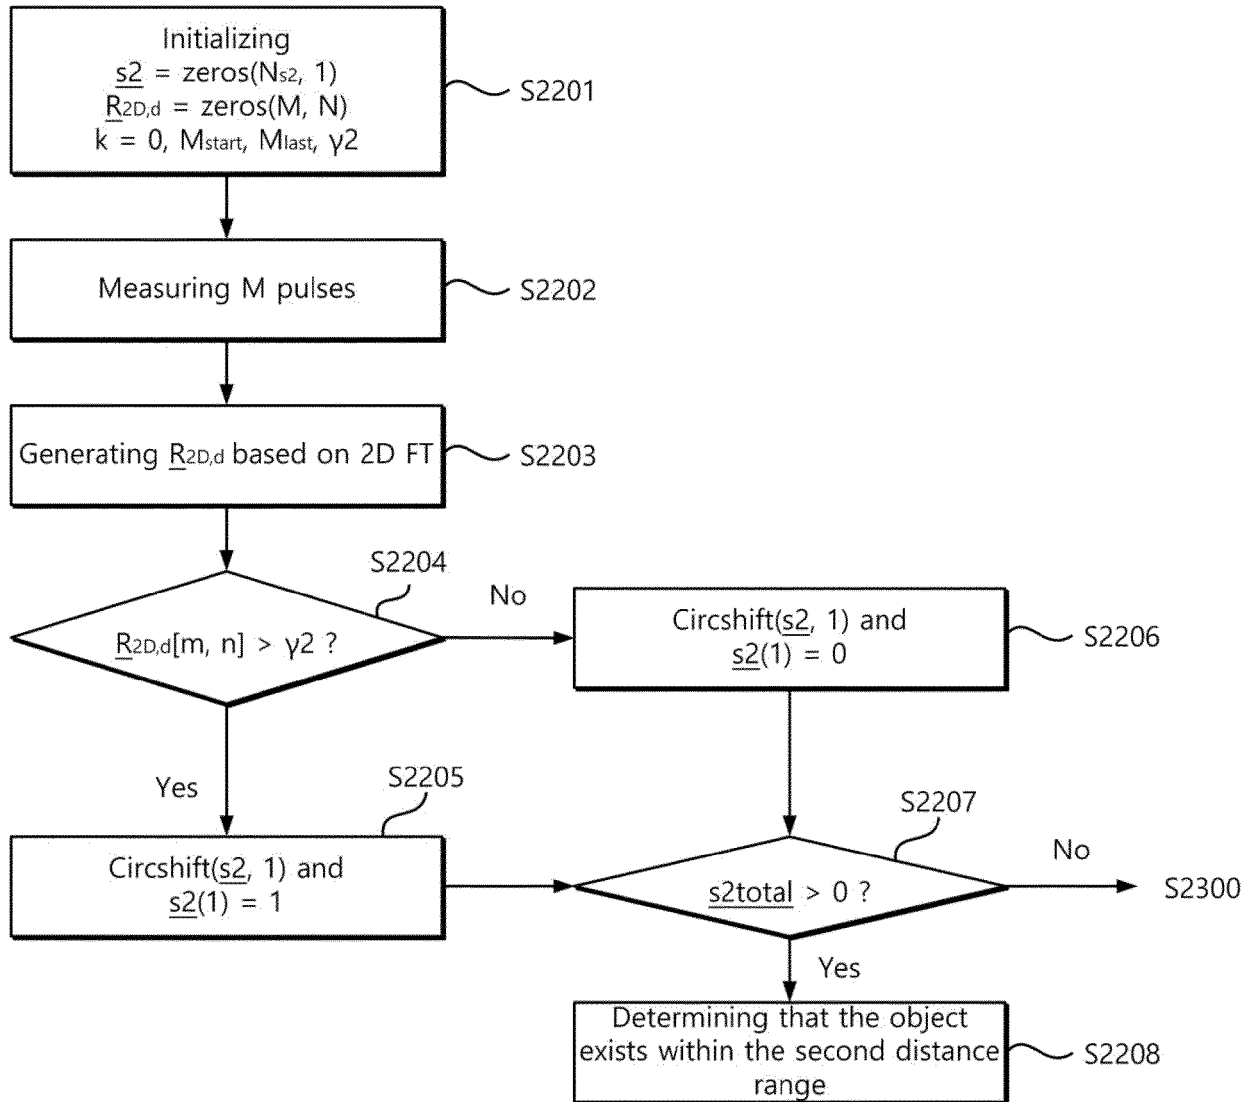 Initializing
s2 = zeros(Ns2, 1)
R2D,d = zeros(M, N)
k = 0, Mstart, Mlast, γ2
S2201
Measuring M pulses
S2202
Generating R2D,d based on 2D FT
S2203
S2204
R2D,d[m, n] > γ2 ?
No
Circshift(s2, 1) and
s2(1) = 0
S2206
Yes
S2205
Circshift(s2, 1) and
s2(1) = 1
S2207
s2total > 0 ?
No
S2300
Yes
Determining that the object
exists within the second distance
range
S2208